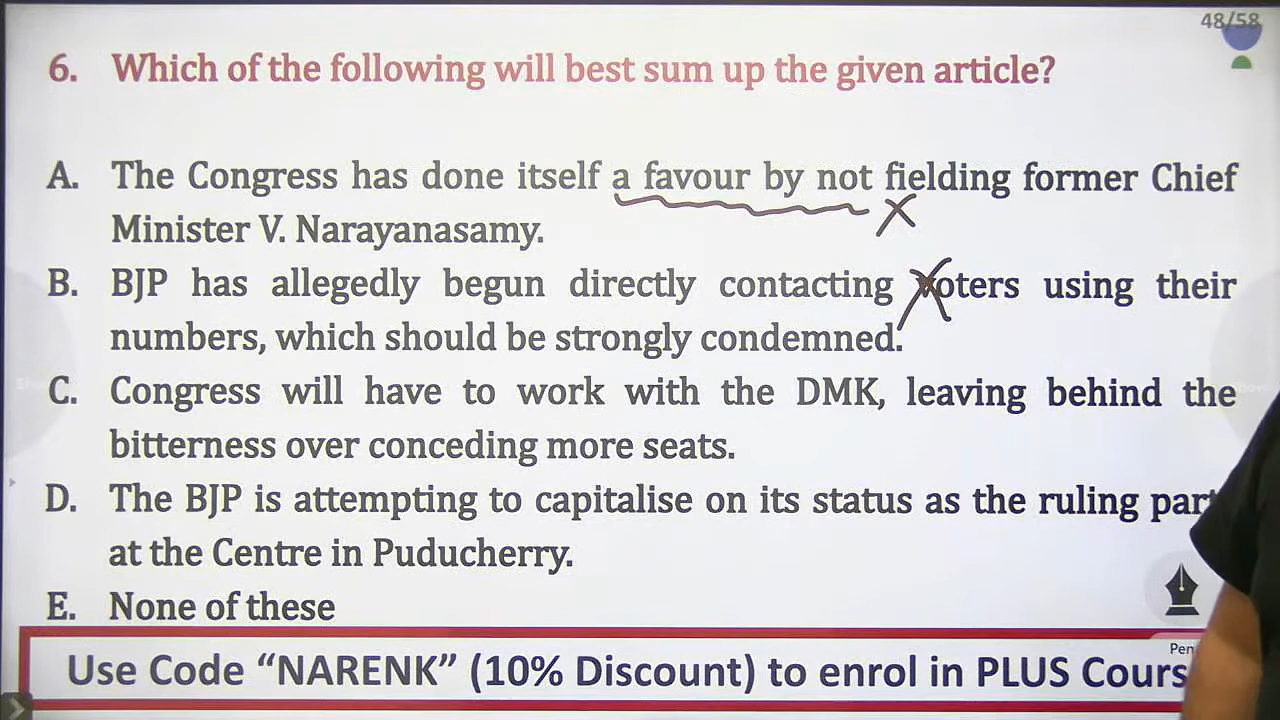 48/58
6. Which of the following will best sum up the given article?
A. The Congress has done itself a favour by not fielding former Chief
Minister V. Narayanasamy.
B. BJP has allegedly begun directly contacting voters using their
numbers, which should be strongly condemned.
C. Congress will have to work with the DMK, leaving behind the
bitterness over conceding more seats.
D. The BJP is attempting to capitalise on its status as the ruling part
at the Centre in Puducherry.
E. None of these
Pen
Use Code “NARENK” (10% Discount) to enrol in PLUS Cours